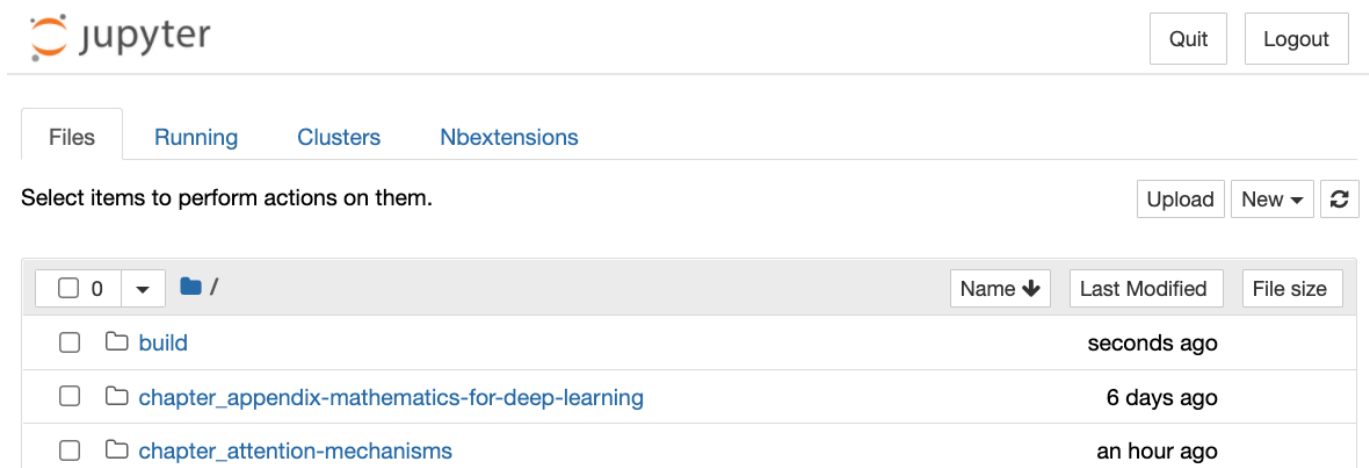 jupyter Quit Logout
Files Running Clusters Nbextensions
Select items to perform actions on them. Upload New
0 / Name Last Modified File size
build seconds ago
chapter_appendix-mathematics-for-deep-learning 6 days ago
chapter_attention-mechanisms an hour ago